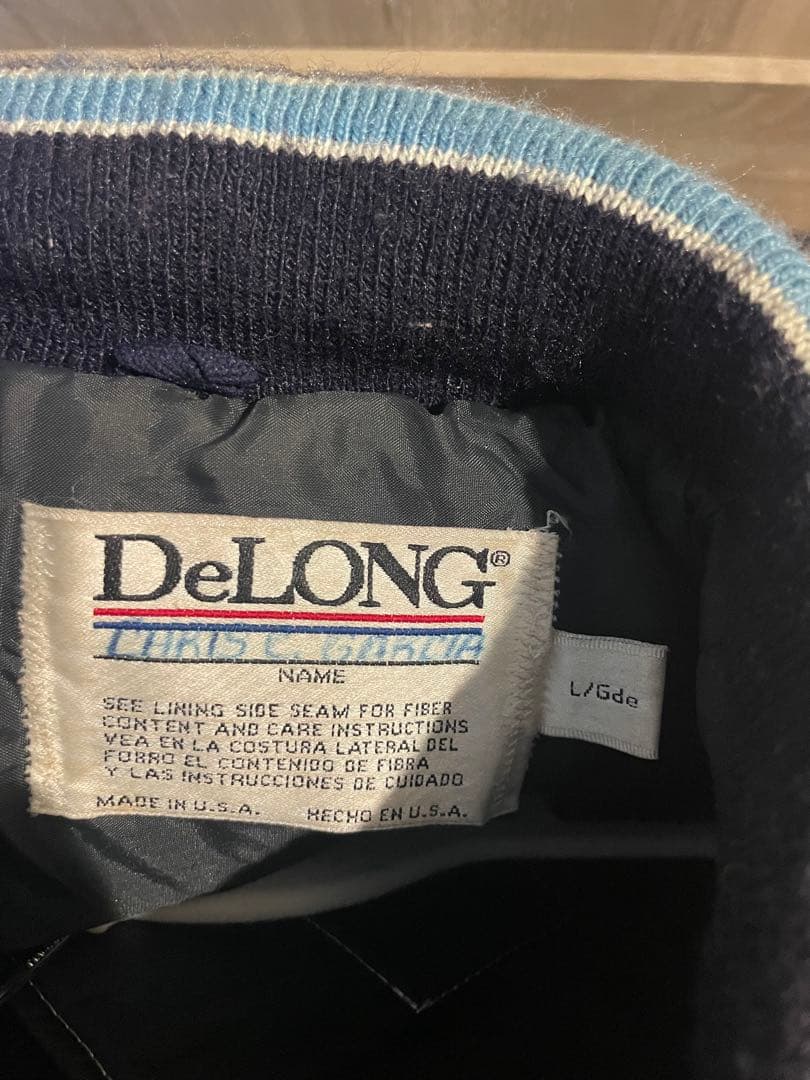 DeLONG®
CHRIS C. GARCIA
NAME
SEE LINING SIDE SEAM FOR FIBER
CONTENT AND CARE INSTRUCTIONS
VEA EN LA COSTURA LATERAL DEL
FORRO EL CONTENIDO DE FIBRA
Y LAS INSTRUCCIONES DE CUIDADO
MADE IN U.S.A. HECHO EN U.S.A.
L/Gde